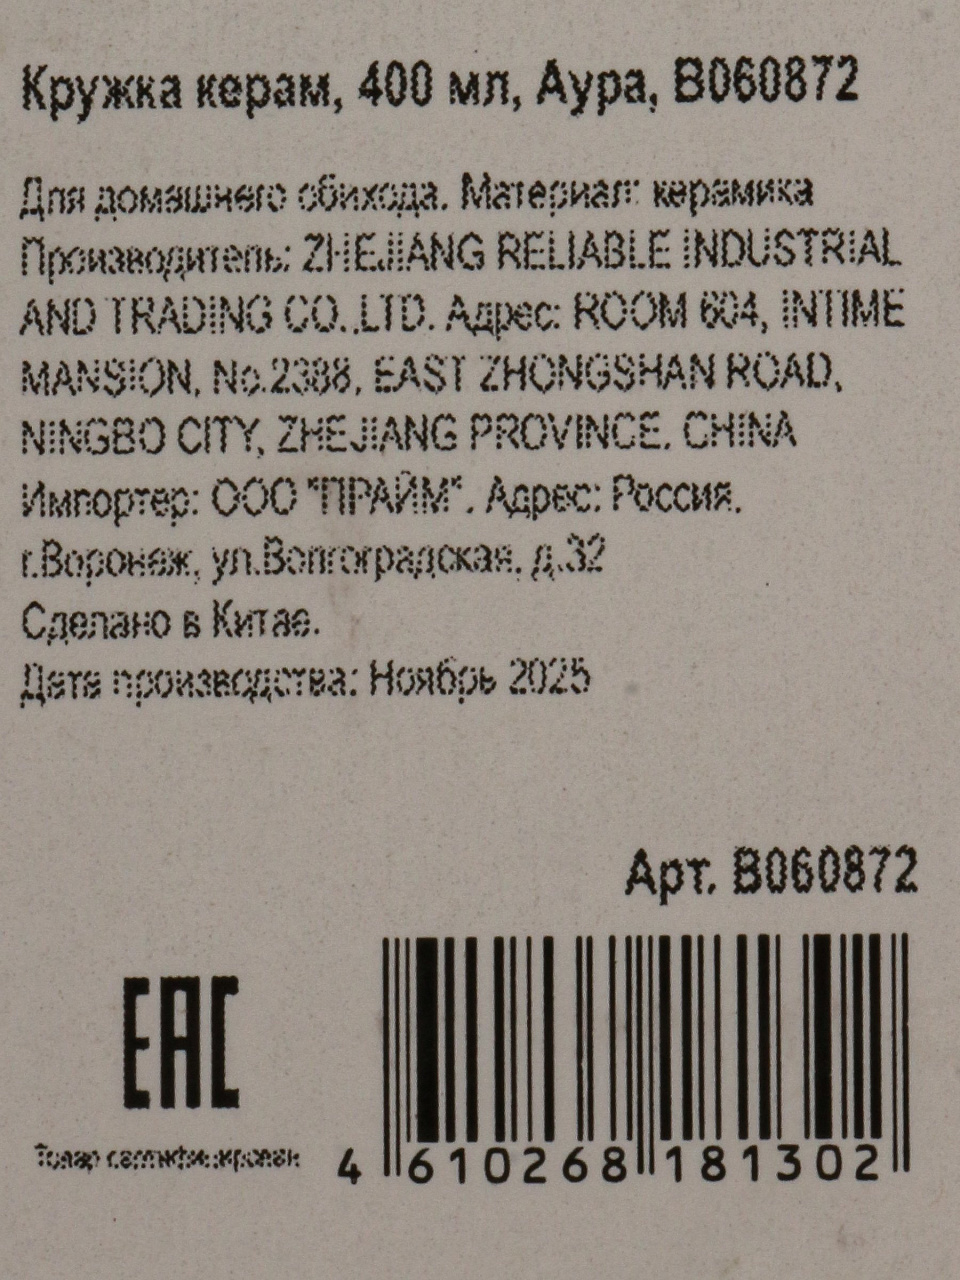 Кружка керам, 400 мл, Аура, B060872
Для домашнего обихода. Материал: керамика
Производитель: ZHEJIANG RELIABLE INDUSTRIAL
AND TRADING CO.,LTD. Адрес: ROOM 604, INTIME
MANSION, No.2388, EAST ZHONGSHAN ROAD,
NINGBO CITY, ZHEJIANG PROVINCE, CHINA
Импортер: ООО "ПРАЙМ". Адрес: Россия,
г.Воронеж, ул.Волгоградская, д.32
Сделано в Китае.
Дата производства: Ноябрь 2025
Арт. B060872
EAC
Товар сертифицирован
4 610268 181302